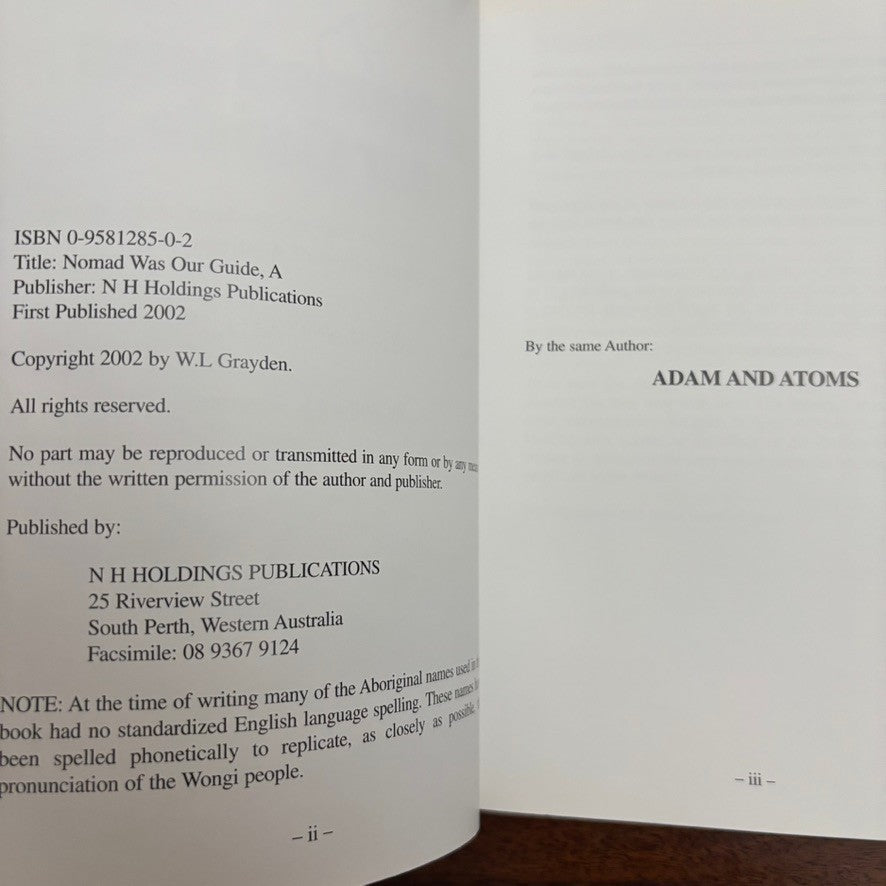 ISBN 0-9581285-0-2
Title: Nomad Was Our Guide, A
Publisher: N H Holdings Publications
First Published 2002
Copyright 2002 by W.L Grayden.
All rights reserved.
No part may be reproduced or transmitted in any form or by any
without the written permission of the author and publisher.
Published by:
N H HOLDINGS PUBLICATIONS
25 Riverview Street
South Perth, Western Australia
Facsimile: 08 9367 9124
NOTE: At the time of writing many of the Aboriginal names used in
book had no standardized English language spelling. These names
been spelled phonetically to replicate, as closely as possible,
pronunciation of the Wongi people.
– ii –
By the same Author:
ADAM AND ATOMS
– iii –